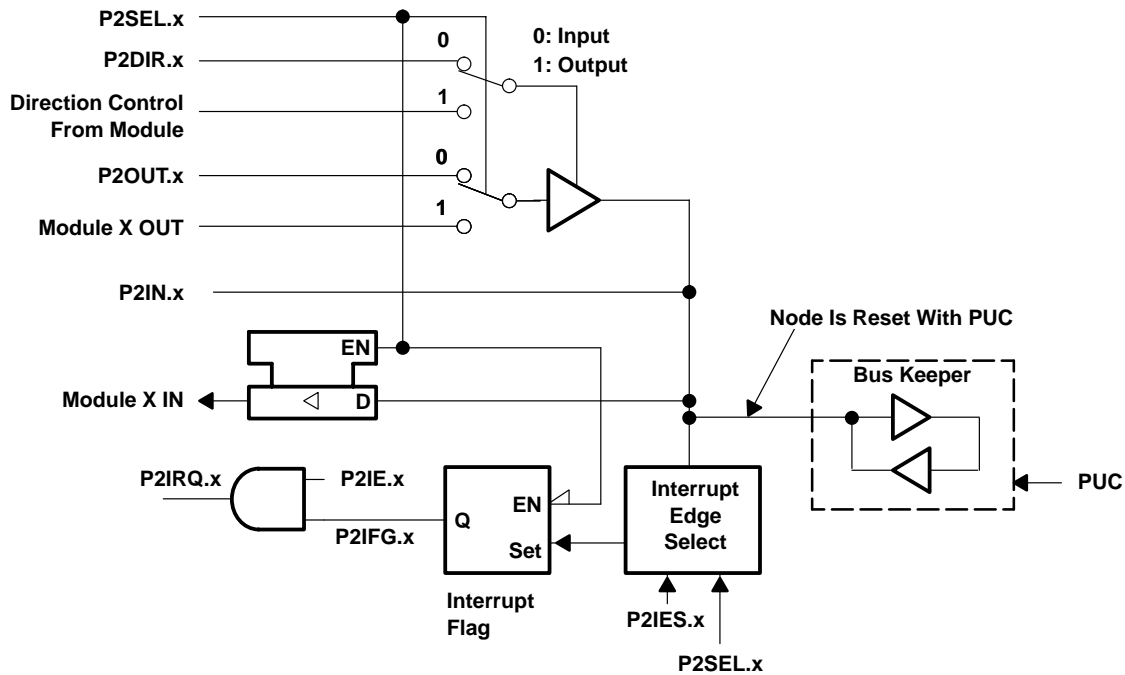 P2SEL.x
0
0: Input
1: Output
P2DIR.x
1
Direction Control
From Module
0
P2OUT.x
1
Module X OUT
P2IN.x
Node Is Reset With PUC
EN
Bus Keeper
Module X IN
D
P2IRQ.x
P2IE.x
Interrupt
Edge
Select
PUC
EN
Q
P2IFG.x
Set
Interrupt
Flag
P2IES.x
P2SEL.x